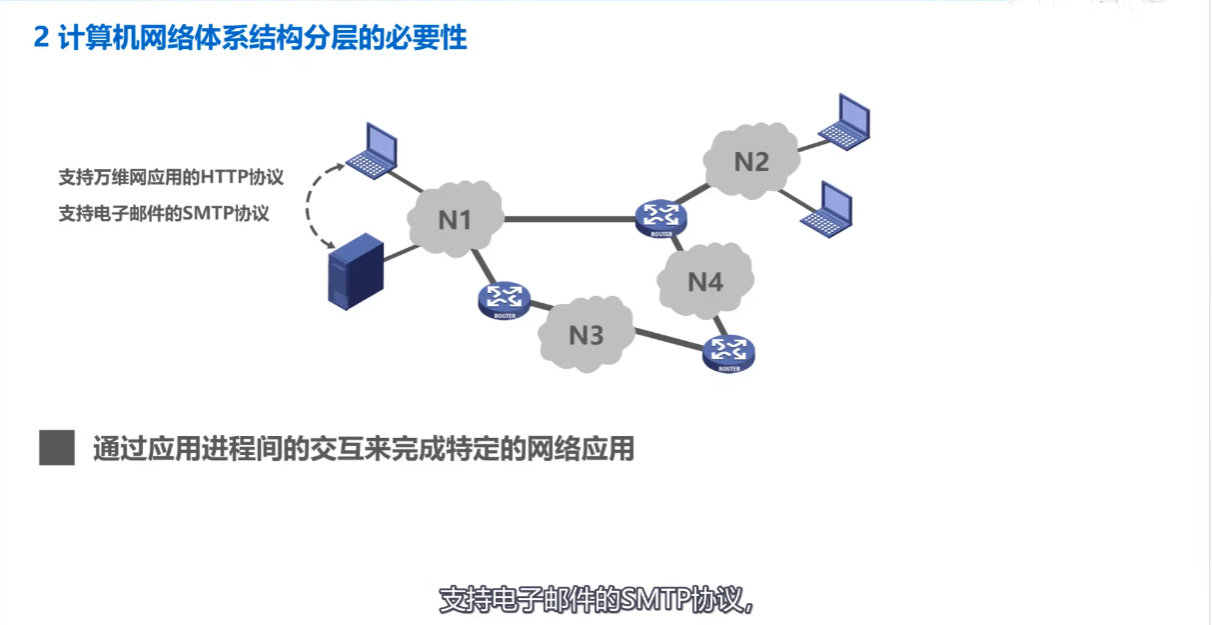 2 计算机网络体系结构分层的必要性
支持万维网应用的HTTP协议
支持电子邮件的SMTP协议
N1
N2
ROUTER
N4
ROUTER
N3
ROUTER
通过应用进程间的交互来完成特定的网络应用
支持电子邮件的SMTP协议,